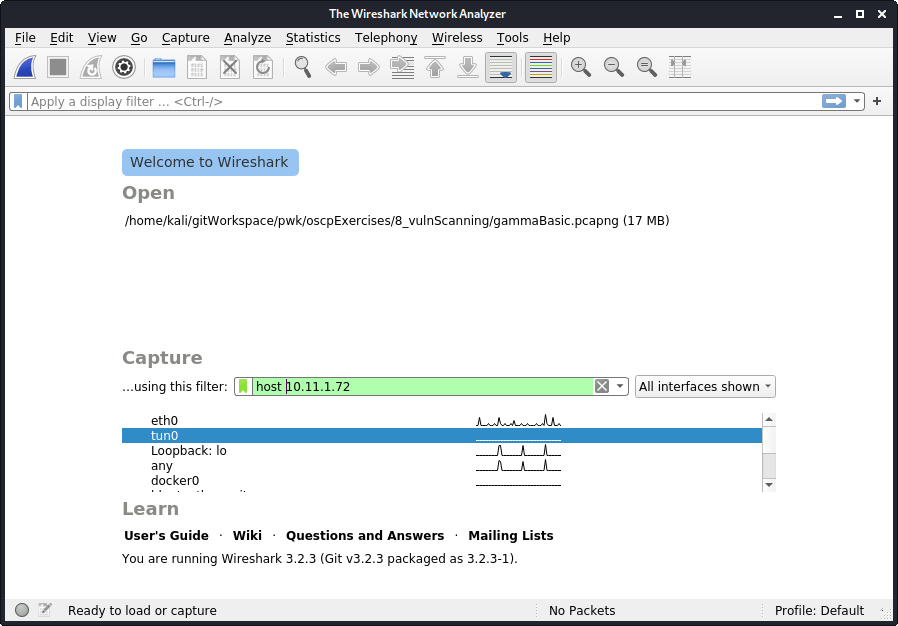 The Wireshark Network Analyzer
File Edit View Go Capture Analyze Statistics Telephony Wireless Tools Help
Apply a display filter ... <Ctrl-/>
+
Welcome to Wireshark
Open
/home/kali/gitWorkspace/pwk/oscpExercises/8_vulnScanning/gammaBasic.pcapng (17 MB)
Capture
...using this filter: host 10.11.1.72 All interfaces shown
eth0
tun0
Loopback: lo
any
docker0
Learn
User's Guide · Wiki · Questions and Answers · Mailing Lists
You are running Wireshark 3.2.3 (Git v3.2.3 packaged as 3.2.3-1).
Ready to load or capture No Packets Profile: Default